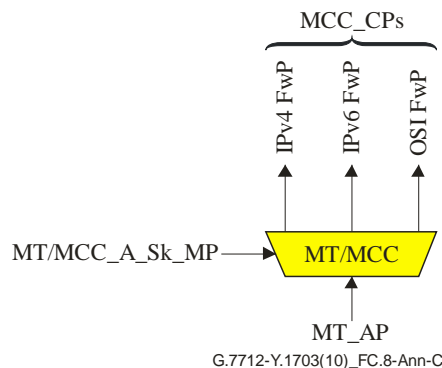 MCC_CPs
IPv4 FwP
IPv6 FwP
OSI FwP
MT/MCC_A_Sk_MP
MT/MCC
MT_AP
G.7712-Y.1703(10)_FC.8-Ann-C